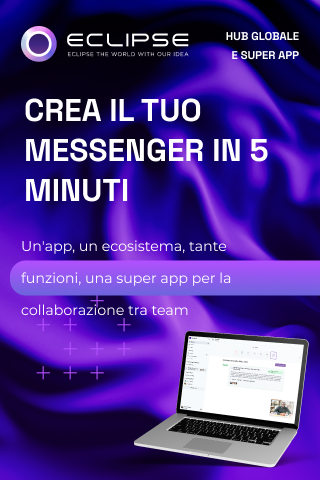 ECLIPSE
ECLIPSE THE WORLD WITH OUR IDEA
HUB GLOBALE
E SUPER APP
CREA IL TUO
MESSENGER IN 5
MINUTI
Un'app, un ecosistema, tante
funzioni, una super app per la
collaborazione tra team